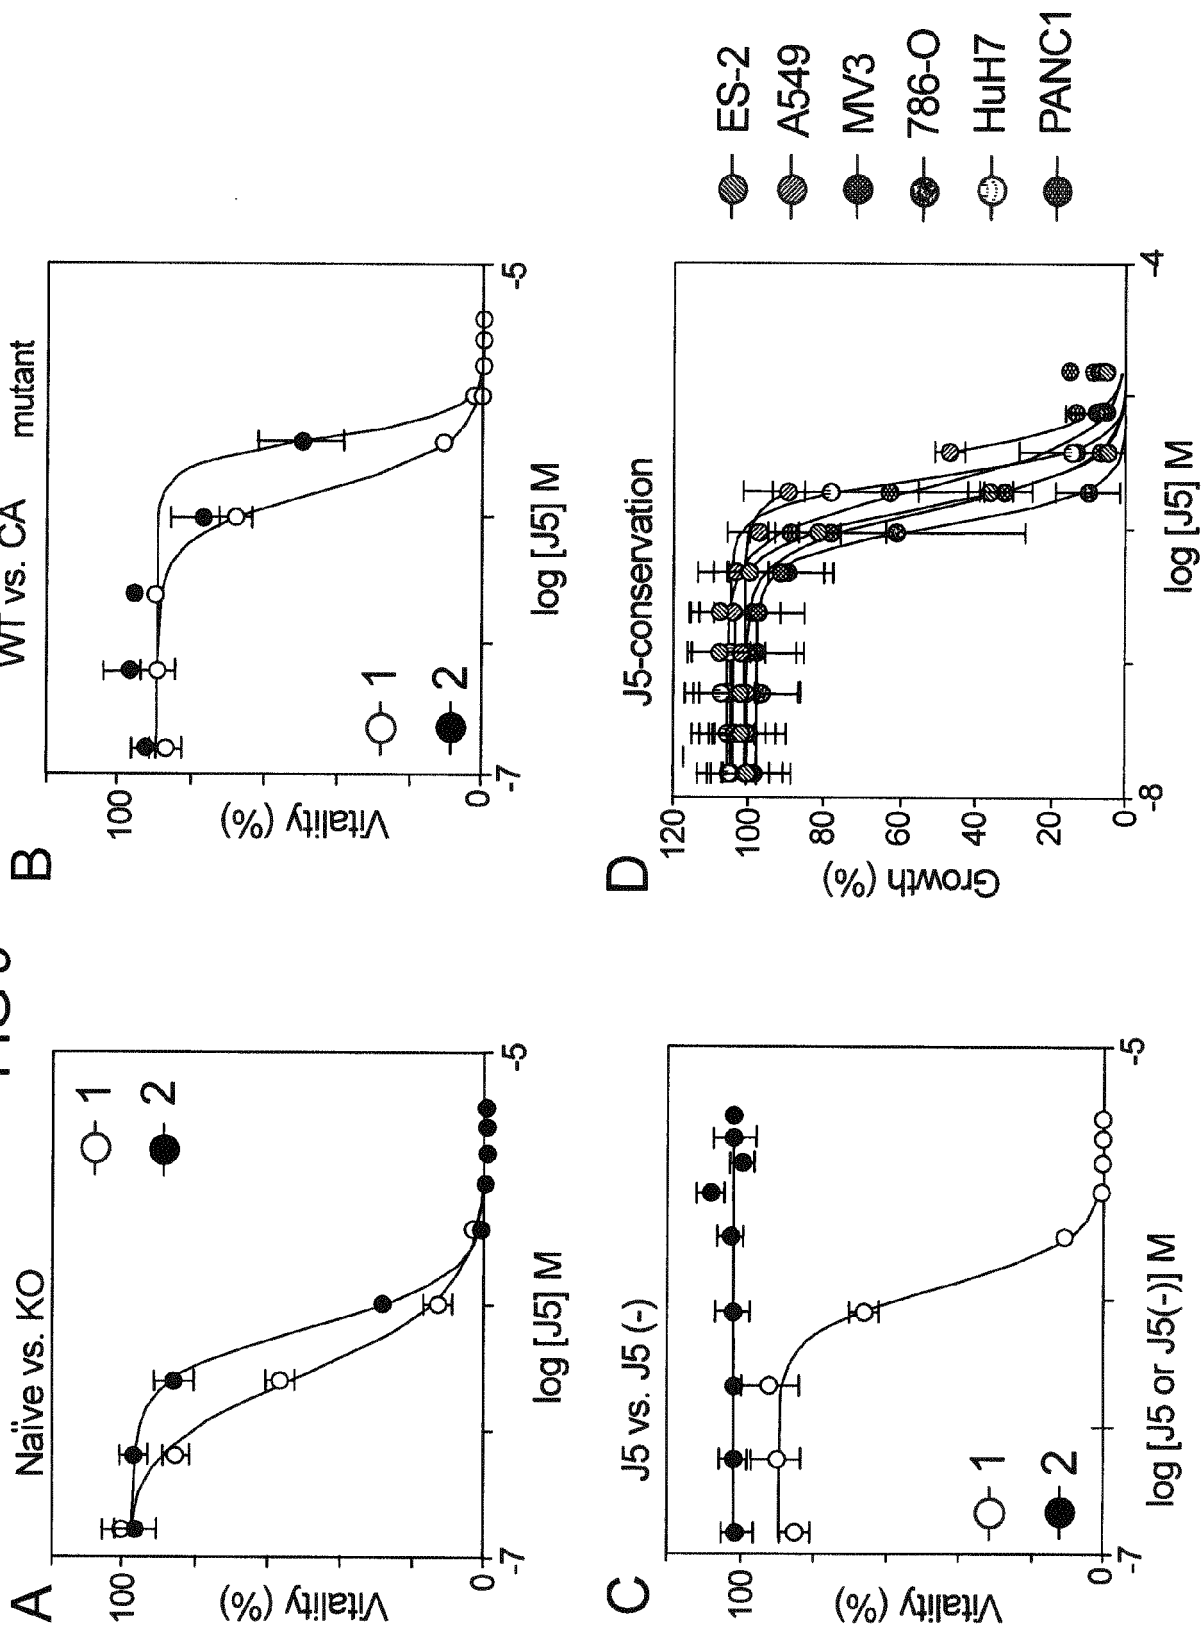 A
Naïve vs. KO
Vitality (%)
100
0
-7
-5
log [J5] M
1
2
B
WT vs. CA mutant
Vitality (%)
100
0
-7
-5
log [J5] M
1
2
C
J5 vs. J5 (-)
Vitality (%)
100
0
-7
-5
log [J5 or J5(-)] M
1
2
D
J5-conservation
Growth (%)
120
100
80
60
40
20
0
-8
-4
log [J5] M
ES-2
A549
MV3
786-O
HuH7
PANC1